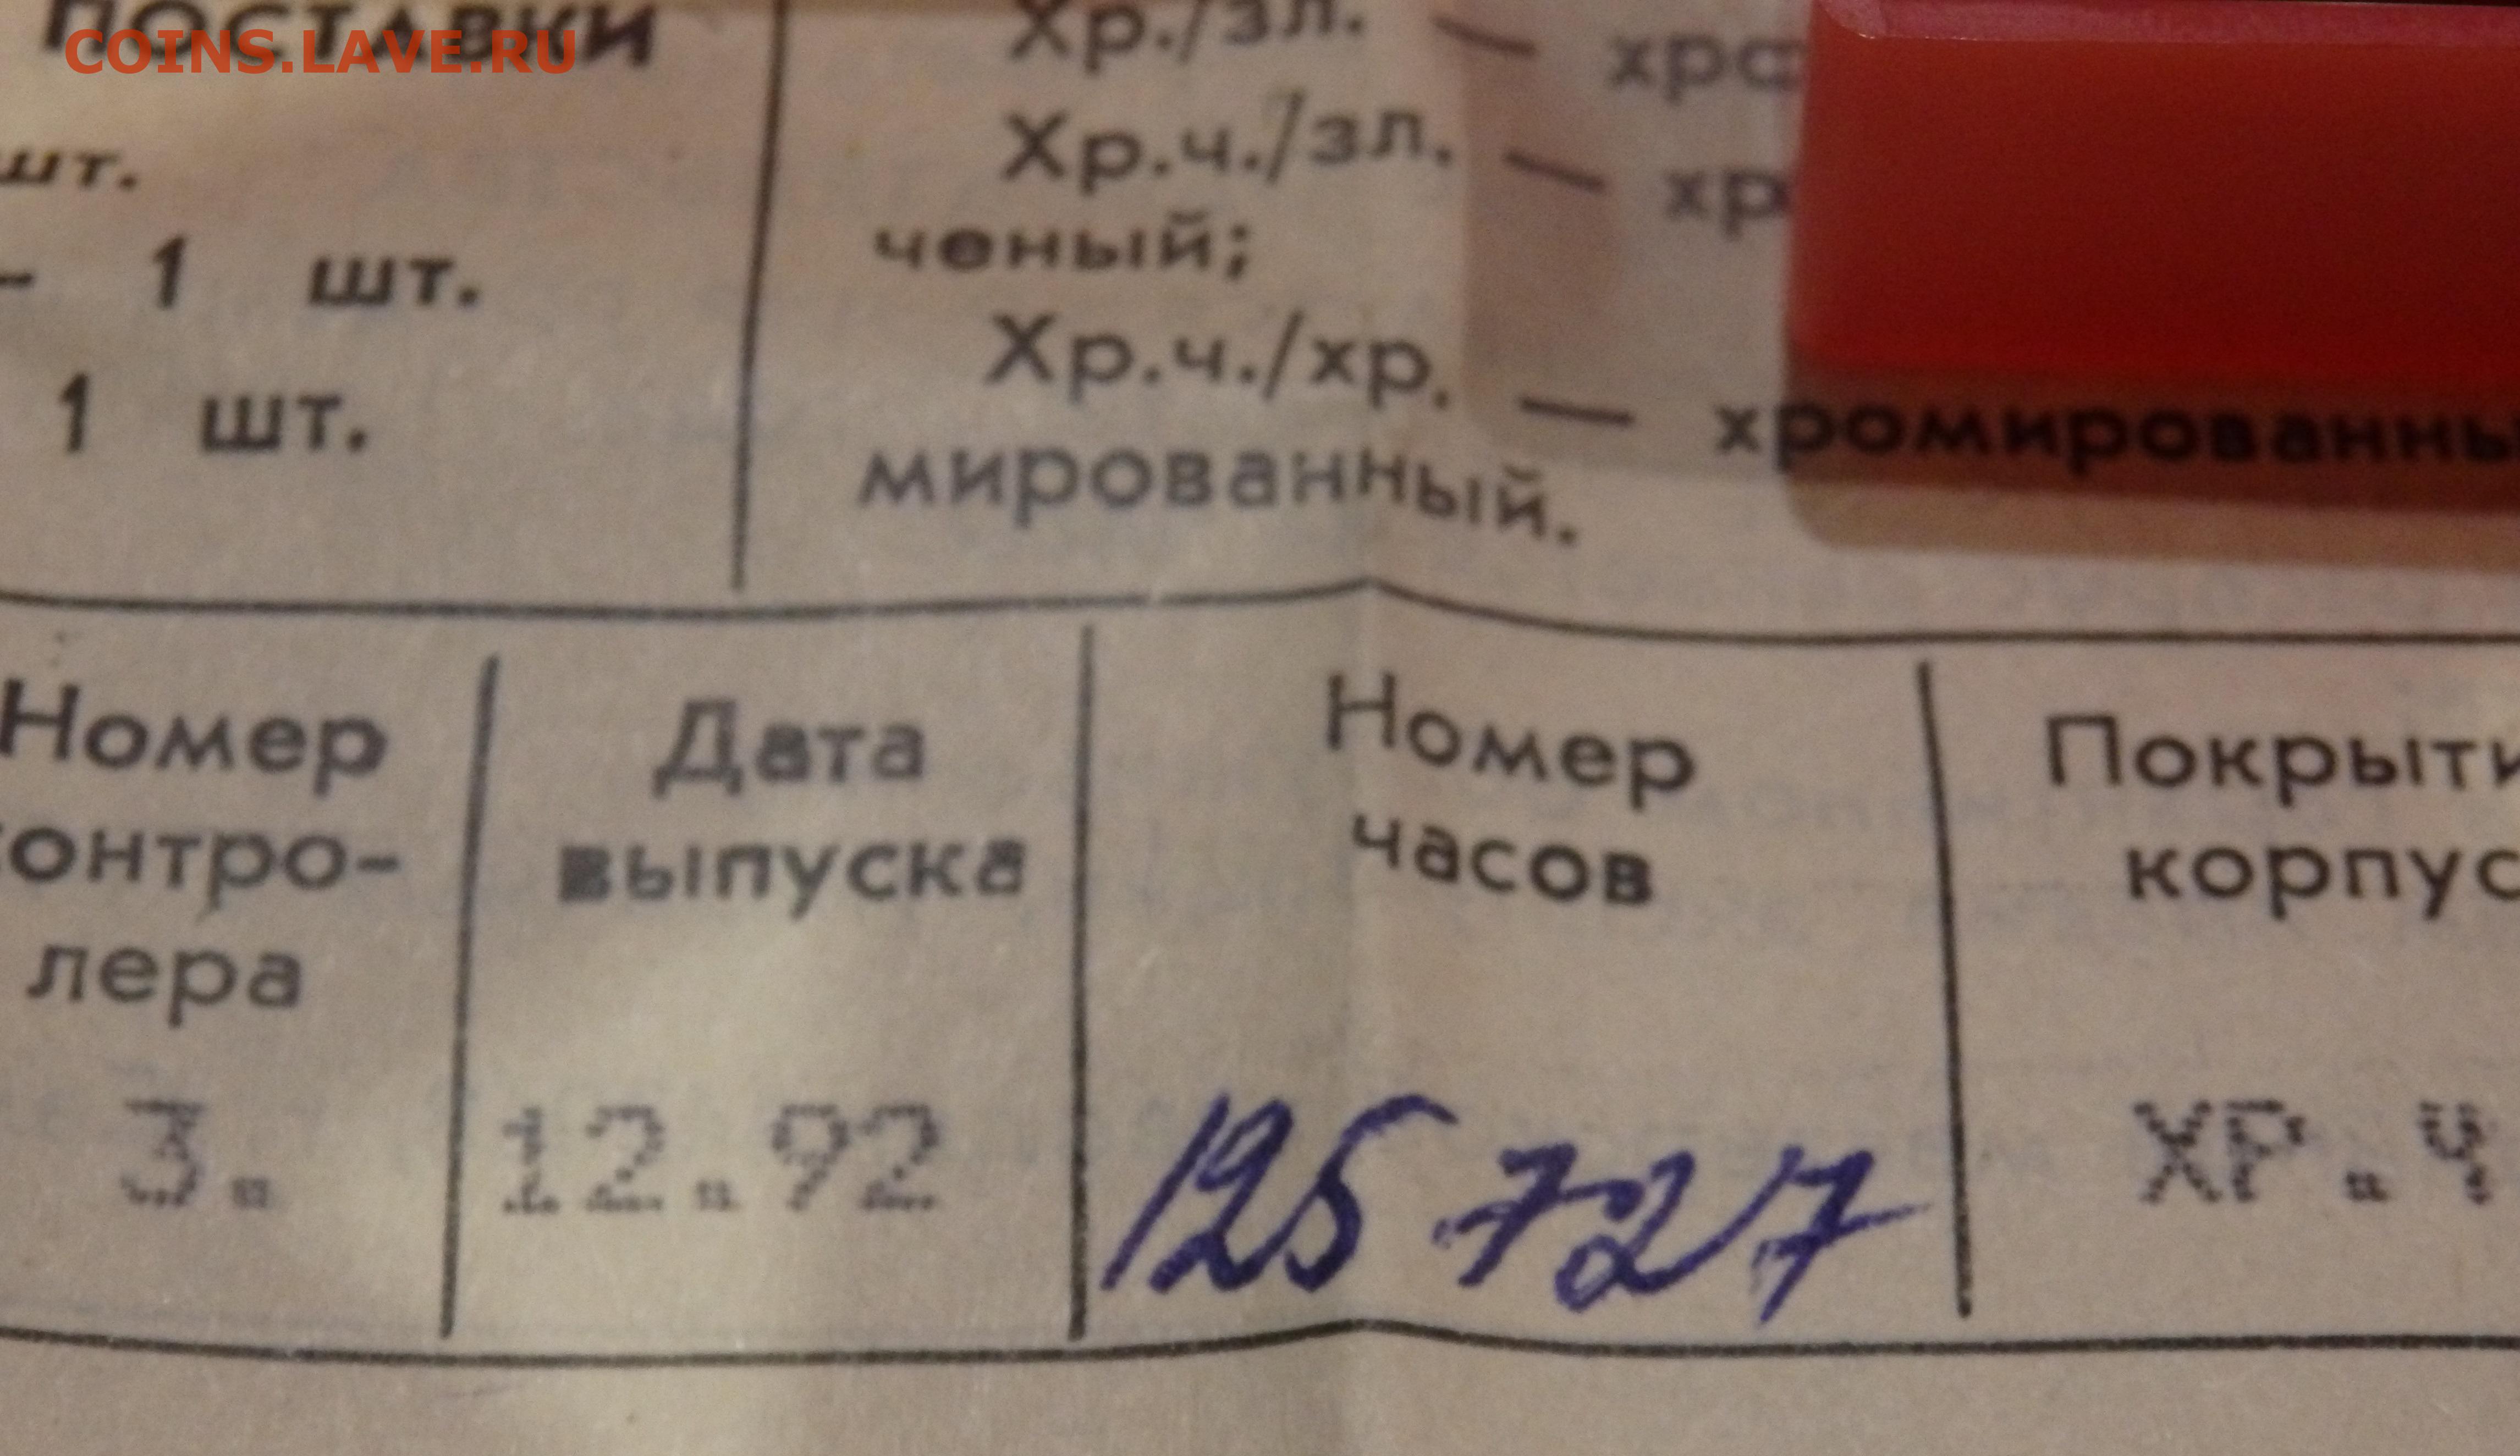 ПОСТАВКИ
COINS.LAVE.RU
шт.
- 1 шт.
1 шт.
Хр./зл. — хро
Хр.ч./зл. — хр
ченый;
Хр.ч./хр. — хромированны
мированный.
Номер
онтро-
лера
3.
Дата
выпуска
12.92
Номер
часов
125727
Покрыти
корпус
ХР.Ч